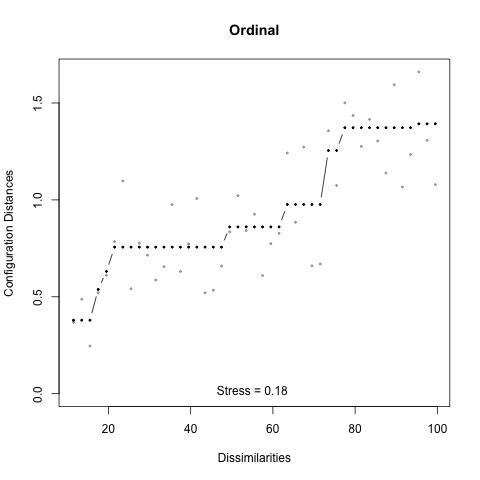 Ordinal
Configuration Distances
1.5
1.0
0.5
0.0
Stress = 0.18
20 40 60 80 100
Dissimilarities